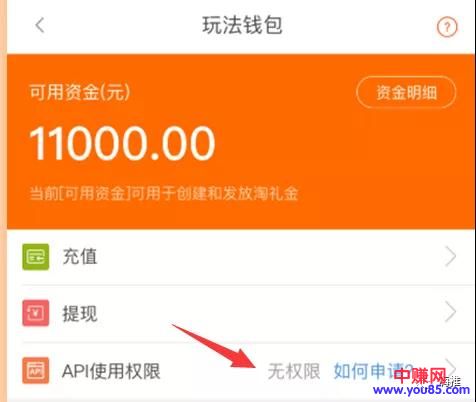 玩法钱包
?
可用资金(元)
资金明细
11000.00
当前[可用资金]可用于创建和发放淘礼金
充值
提现
API使用权限 无权限 如何申请?
中赚网
www.you85.com